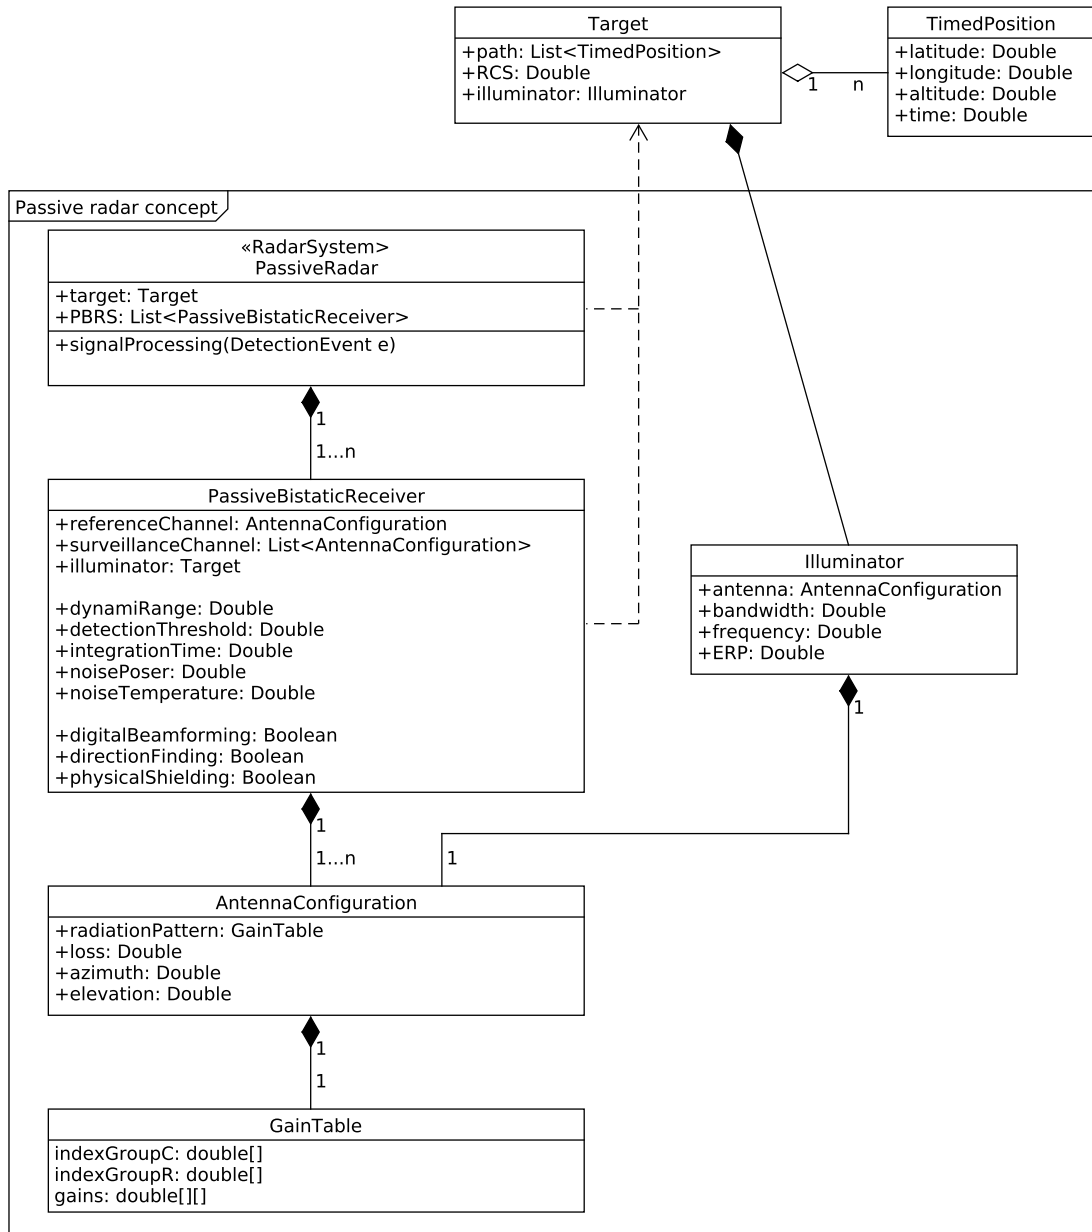 Target
+path: List<TimedPosition>
+RCS: Double
+illuminator: Illuminator
1
n
TimedPosition
+latitude: Double
+longitude: Double
+altitude: Double
+time: Double
Passive radar concept
«RadarSystem»
PassiveRadar
+target: Target
+PBRS: List<PassiveBistaticReceiver>
+signalProcessing(DetectionEvent e)
1
1...n
PassiveBistaticReceiver
+referenceChannel: AntennaConfiguration
+surveillanceChannel: List<AntennaConfiguration>
+illuminator: Target
+dynamiRange: Double
+detectionThreshold: Double
+integrationTime: Double
+noisePoser: Double
+noiseTemperature: Double
+digitalBeamforming: Boolean
+directionFinding: Boolean
+physicalShielding: Boolean
Illuminator
+antenna: AntennaConfiguration
+bandwidth: Double
+frequency: Double
+ERP: Double
1
1
1...n
1
AntennaConfiguration
+radiationPattern: GainTable
+loss: Double
+azimuth: Double
+elevation: Double
1
1
GainTable
indexGroupC: double[]
indexGroupR: double[]
gains: double[][]